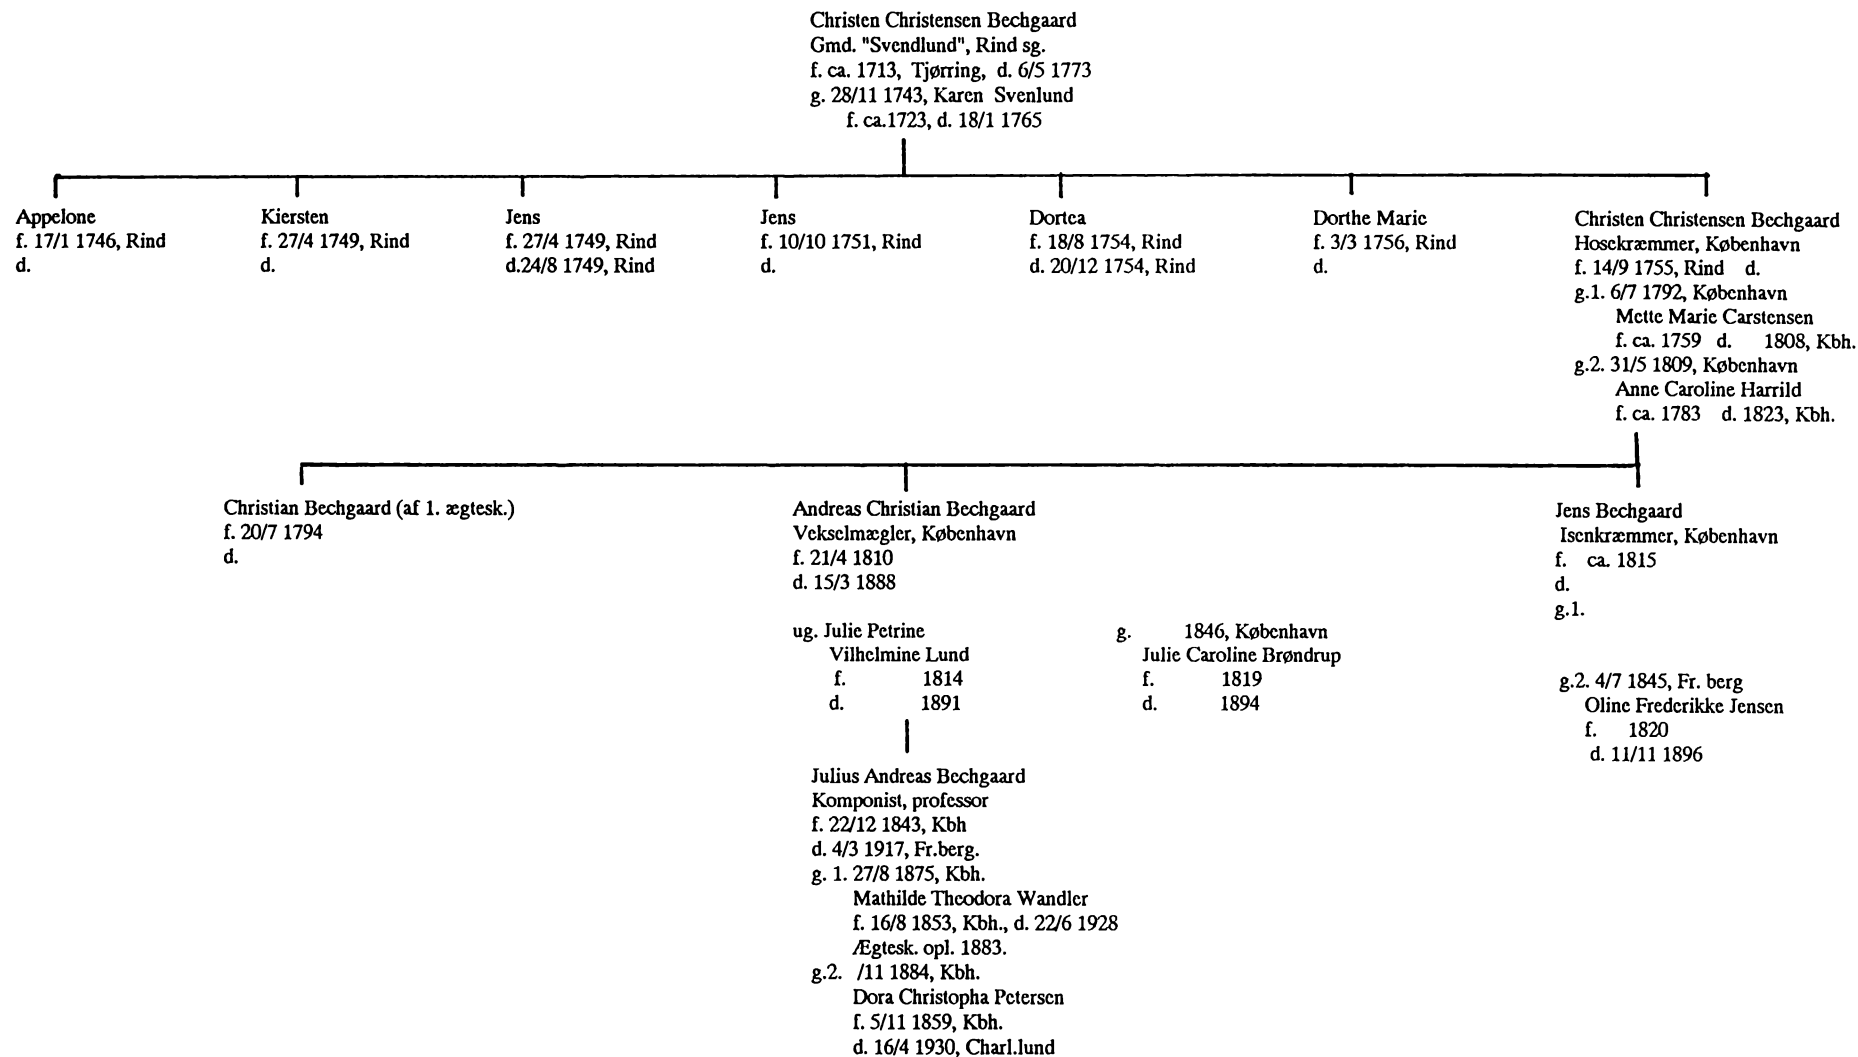 Christen Christensen Bechgaard
Gmd. "Svendlund", Rind sg.
f. ca. 1713, Tjørring, d. 6/5 1773
g. 28/11 1743, Karen Svenlund
f. ca.1723, d. 18/1 1765
Appelone
f. 17/1 1746, Rind
d.
Kiersten
f. 27/4 1749, Rind
d.
Jens
f. 27/4 1749, Rind
d.24/8 1749, Rind
Jens
f. 10/10 1751, Rind
d.
Dortea
f. 18/8 1754, Rind
d. 20/12 1754, Rind
Dorthe Marie
f. 3/3 1756, Rind
d.
Christen Christensen Bechgaard
Hosekræmmer, København
f. 14/9 1755, Rind d.
g.1. 6/7 1792, København
Mette Marie Carstensen
f. ca. 1759 d. 1808, Kbh.
g.2. 31/5 1809, København
Anne Caroline Harrild
f. ca. 1783 d. 1823, Kbh.
Christian Bechgaard (af 1. ægtesk.)
f. 20/7 1794
d.
Andreas Christian Bechgaard
Vekselmægler, København
f. 21/4 1810
d. 15/3 1888
ug. Julie Petrine
Vilhelmine Lund
f. 1814
d. 1891
g. 1846, København
Julie Caroline Brøndrup
f. 1819
d. 1894
Jens Bechgaard
Isenkræmmer, København
f. ca. 1815
d.
g.1.
g.2. 4/7 1845, Fr. berg
Oline Frederikke Jensen
f. 1820
d. 11/11 1896
Julius Andreas Bechgaard
Komponist, professor
f. 22/12 1843, Kbh
d. 4/3 1917, Fr.berg.
g. 1. 27/8 1875, Kbh.
Mathilde Theodora Wandler
f. 16/8 1853, Kbh., d. 22/6 1928
Ægtesk. opl. 1883.
g.2. /11 1884, Kbh.
Dora Christopha Petersen
f. 5/11 1859, Kbh.
d. 16/4 1930, Charl.lund